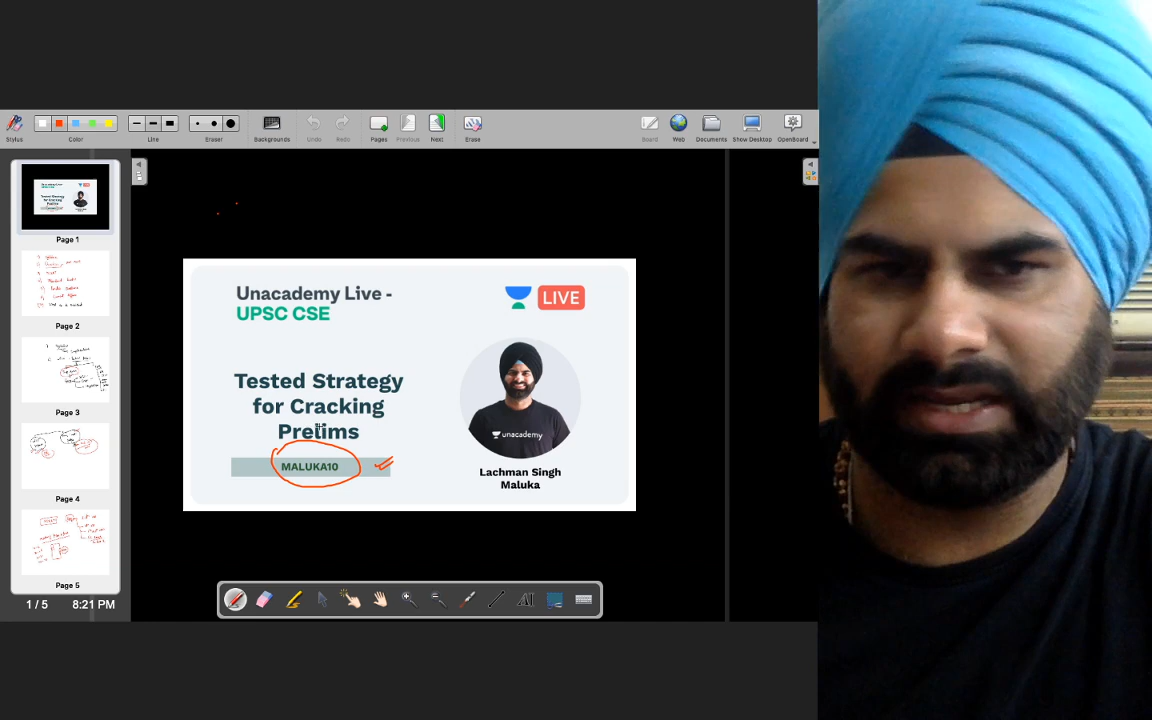 Stylus
Color
Line
Eraser
Backgrounds
Undo
Redo
Pages
Previous
Next
Erase
Board
Web
Documents
Show Desktop
OpenBoard
Page 1
Page 2
Page 3
Page 4
Page 5
1 / 5
8:21 PM
Unacademy Live -
UPSC CSE
LIVE
Tested Strategy
for Cracking
Prelims
MALUKA10
unacademy
Lachman Singh
Maluka
AI